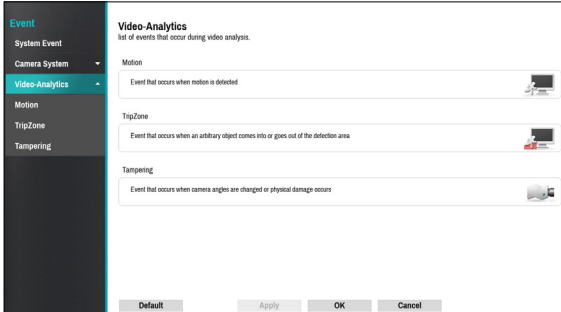 Event
System Event
Camera System
Video-Analytics
Motion
TripZone
Tampering
Video-Analytics
list of events that occur during video analysis.
Motion
Event that occurs when motion is detected
TripZone
Event that occurs when an arbitrary object comes into or goes out of the detection area
Tampering
Event that occurs when camera angles are changed or physical damage occurs
Default Apply OK Cancel